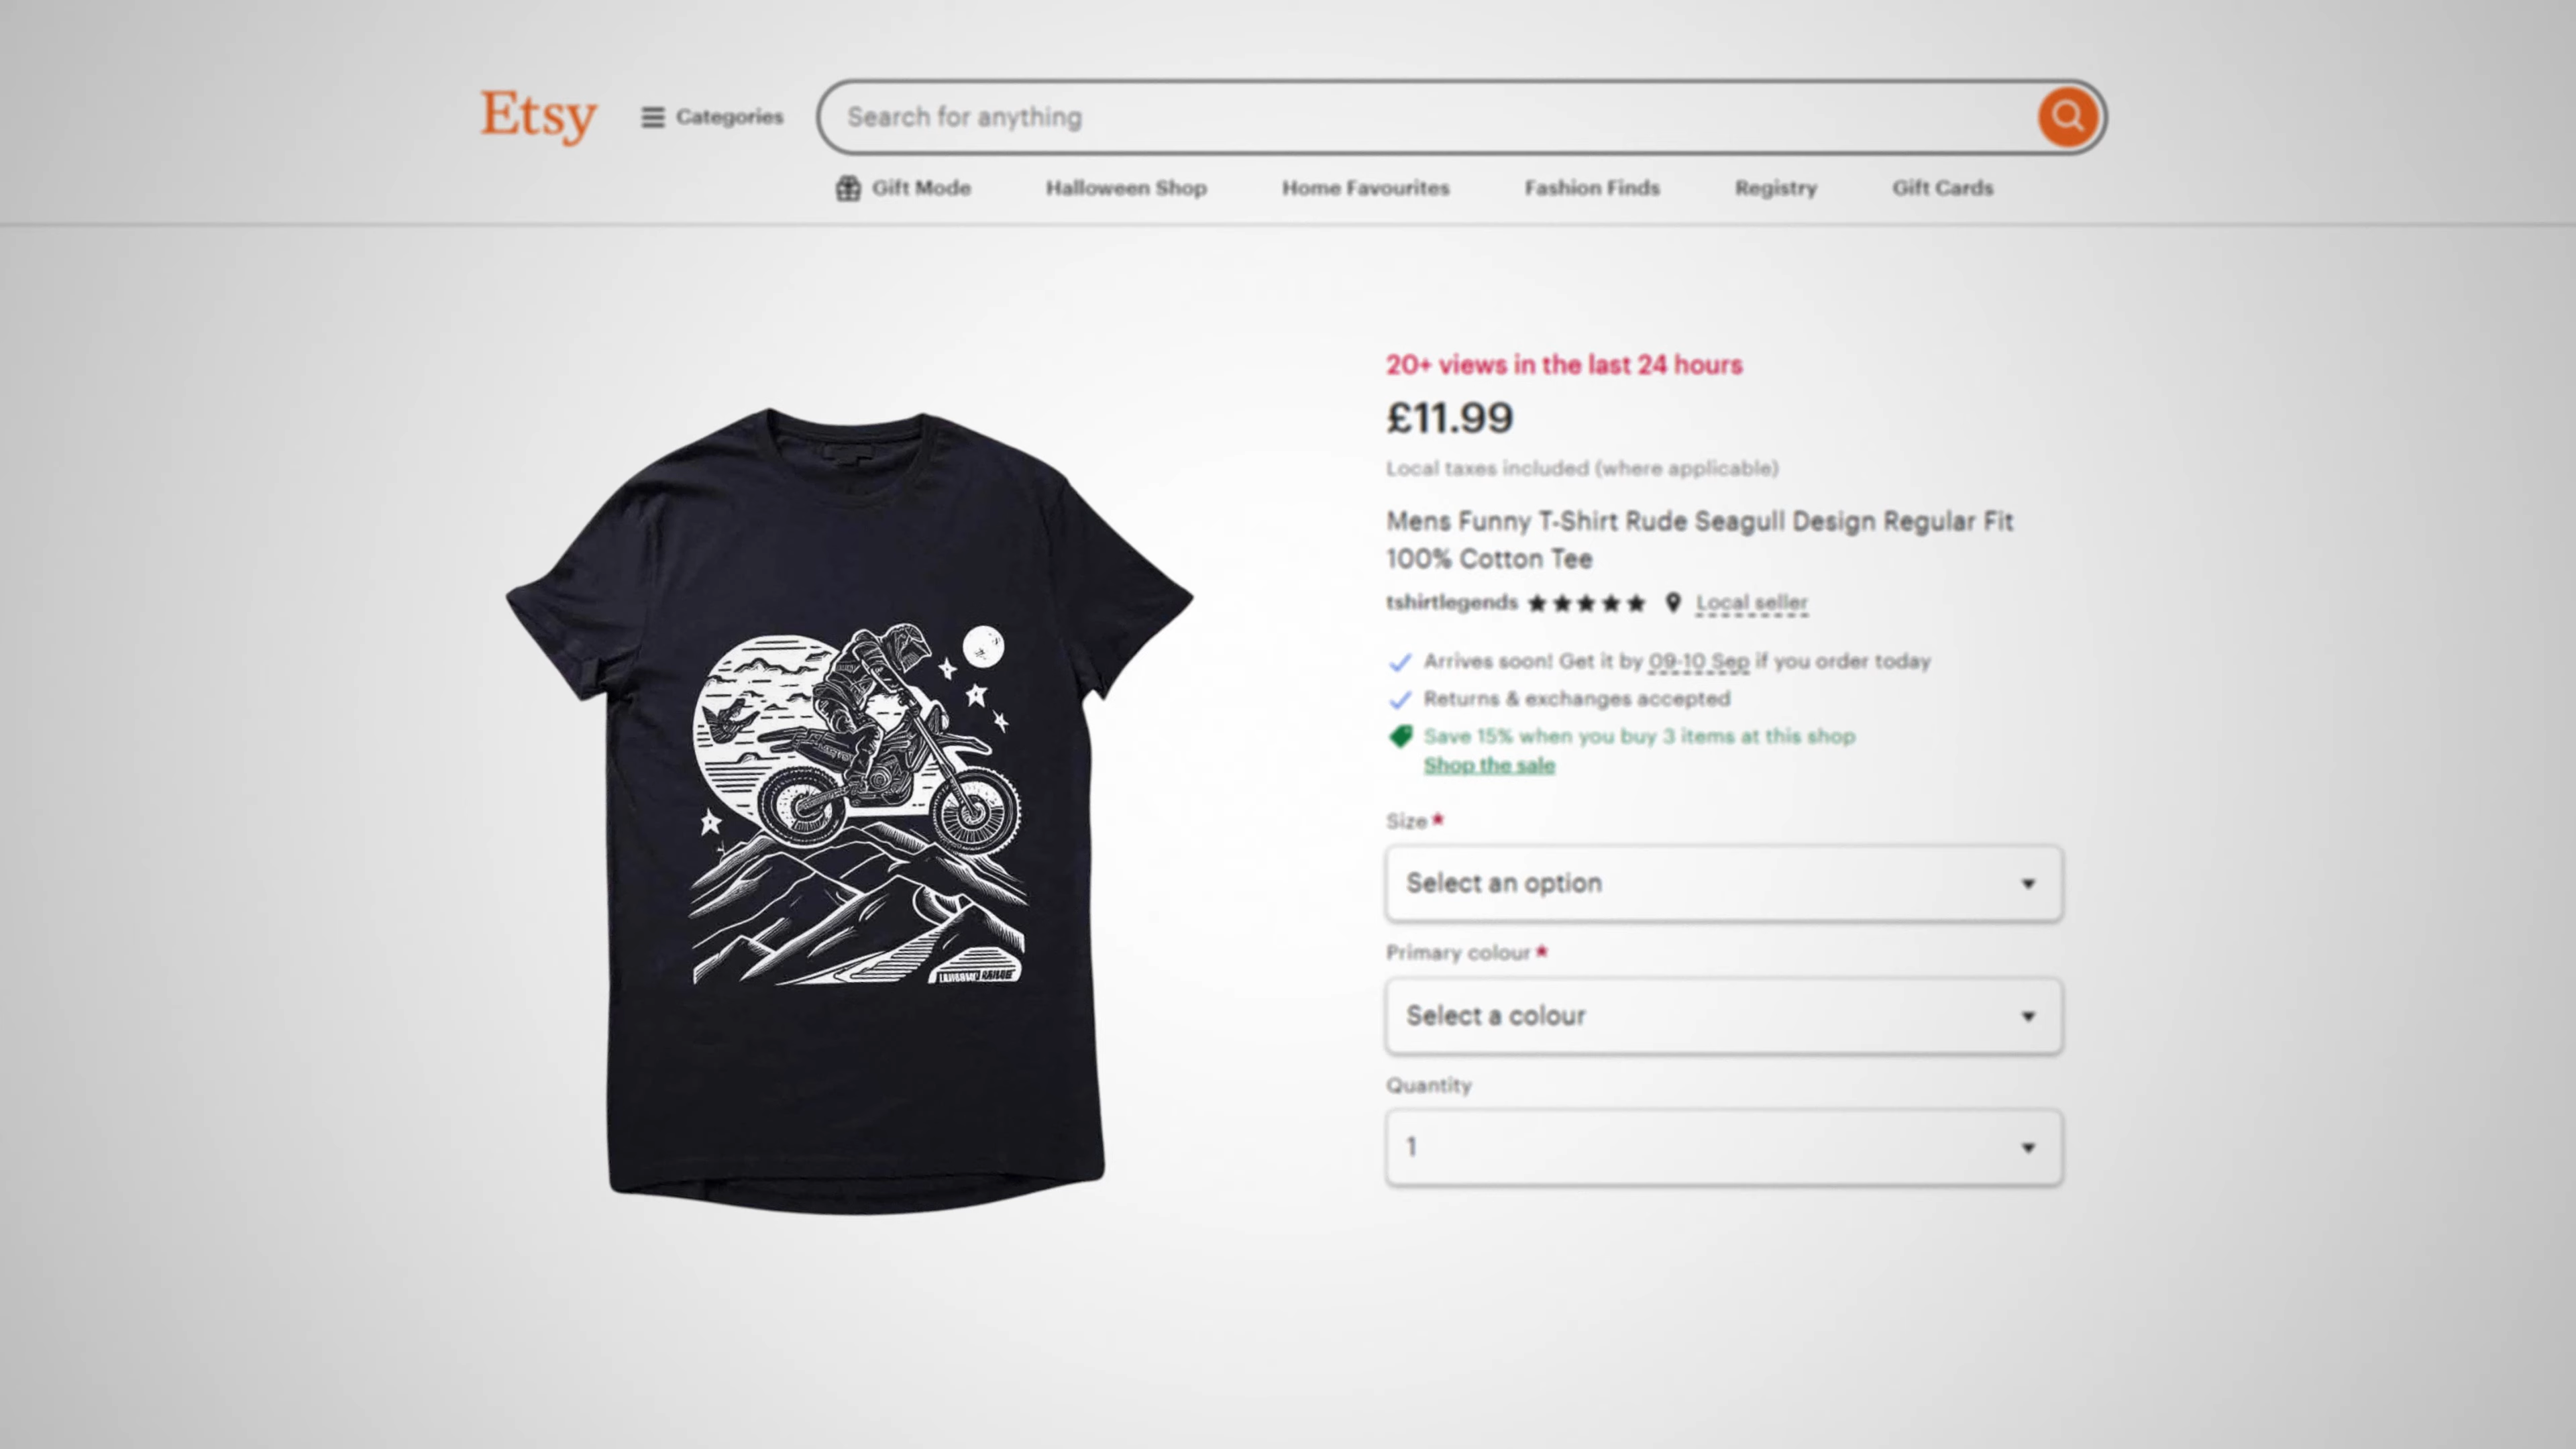 Etsy
Categories
Search for anything
Gift Mode
Halloween Shop
Home Favourites
Fashion Finds
Registry
Gift Cards
20+ views in the last 24 hours
£11.99
Local taxes included (where applicable)
Mens Funny T-Shirt Rude Seagull Design Regular Fit
100% Cotton Tee
tshirtlegends ★★★★★ Local seller
Arrives soon! Get it by 09-10 Sep if you order today
Returns & exchanges accepted
Save 15% when you buy 3 items at this shop
Shop the sale
Size*
Select an option
Primary colour*
Select a colour
Quantity
1